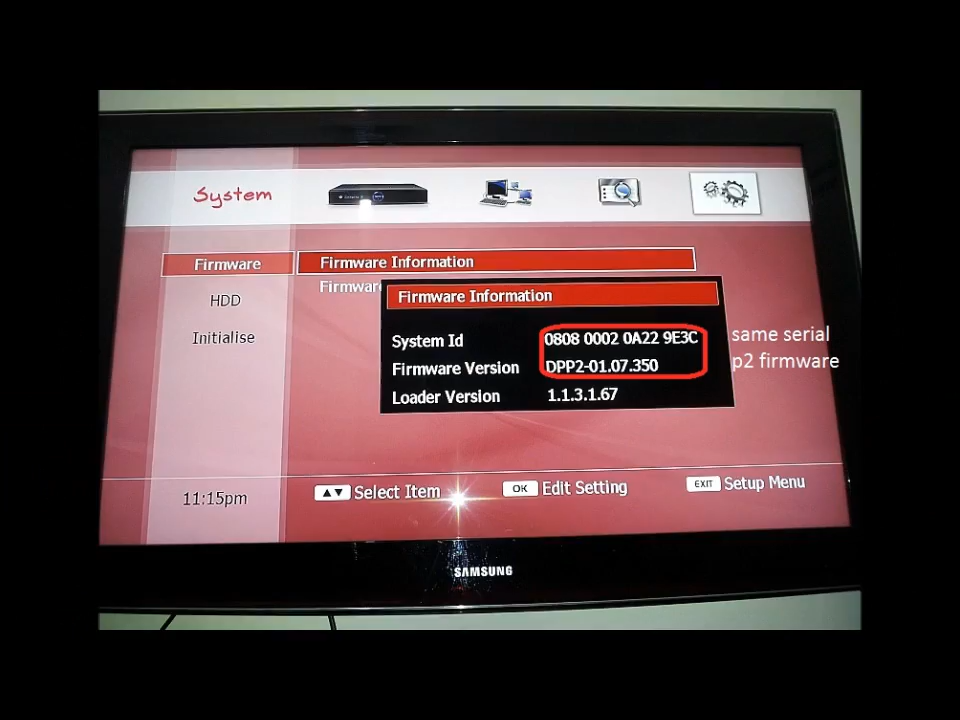 System
Firmware
HDD
Initialise
11:15pm
Firmware Information
Firmware
Firmware Information
System Id 0808 0002 0A22 9E3C
Firmware Version DPP2-01.07.350
Loader Version 1.1.3.1.67
same serial
p2 firmware
▲▼ Select Item OK Edit Setting EXIT Setup Menu
SAMSUNG